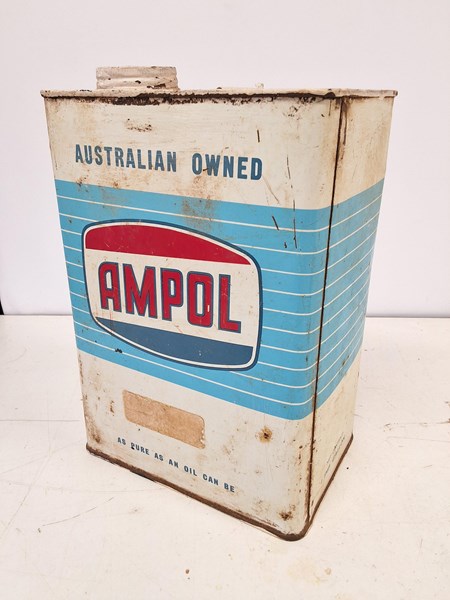 AUSTRALIAN OWNED
AMPOL
AS PURE AS AN OIL CAN BE